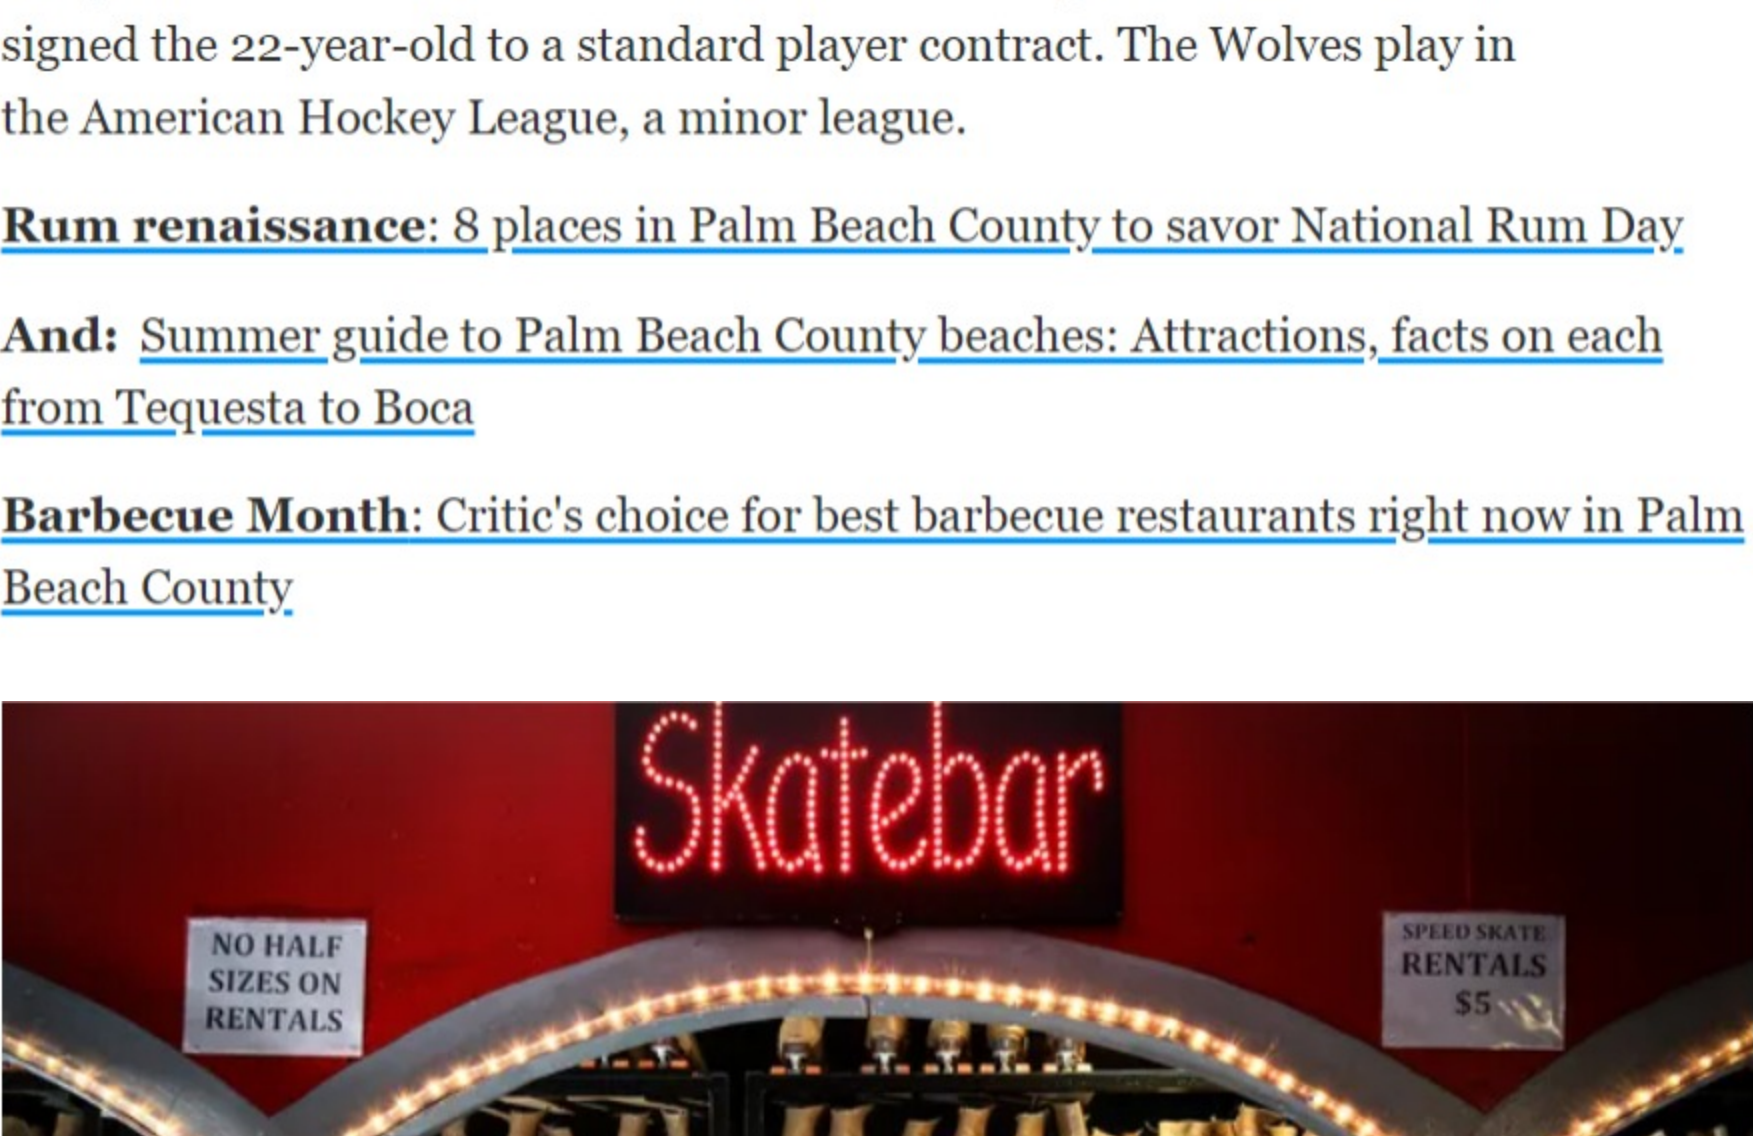 signed the 22-year-old to a standard player contract. The Wolves play in
the American Hockey League, a minor league.
Rum renaissance: 8 places in Palm Beach County to savor National Rum Day
And: Summer guide to Palm Beach County beaches: Attractions, facts on each
from Tequesta to Boca
Barbecue Month: Critic's choice for best barbecue restaurants right now in Palm
Beach County
Skatebar
NO HALF
SIZES ON
RENTALS
SPEED SKATE
RENTALS
$5